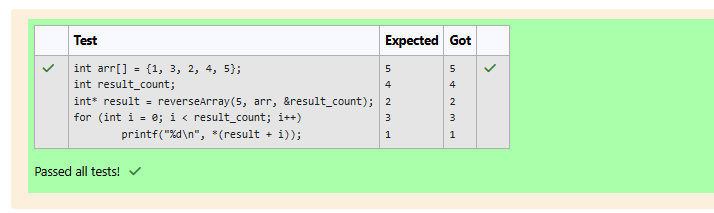 Test Expected Got
int arr[] = {1, 3, 2, 4, 5}; 5 5
int result_count; 4 4
int* result = reverseArray(5, arr, &result_count); 2 2
for (int i = 0; i < result_count; i++) 3 3
printf("%d\n", *(result + i)); 1 1
Passed all tests!